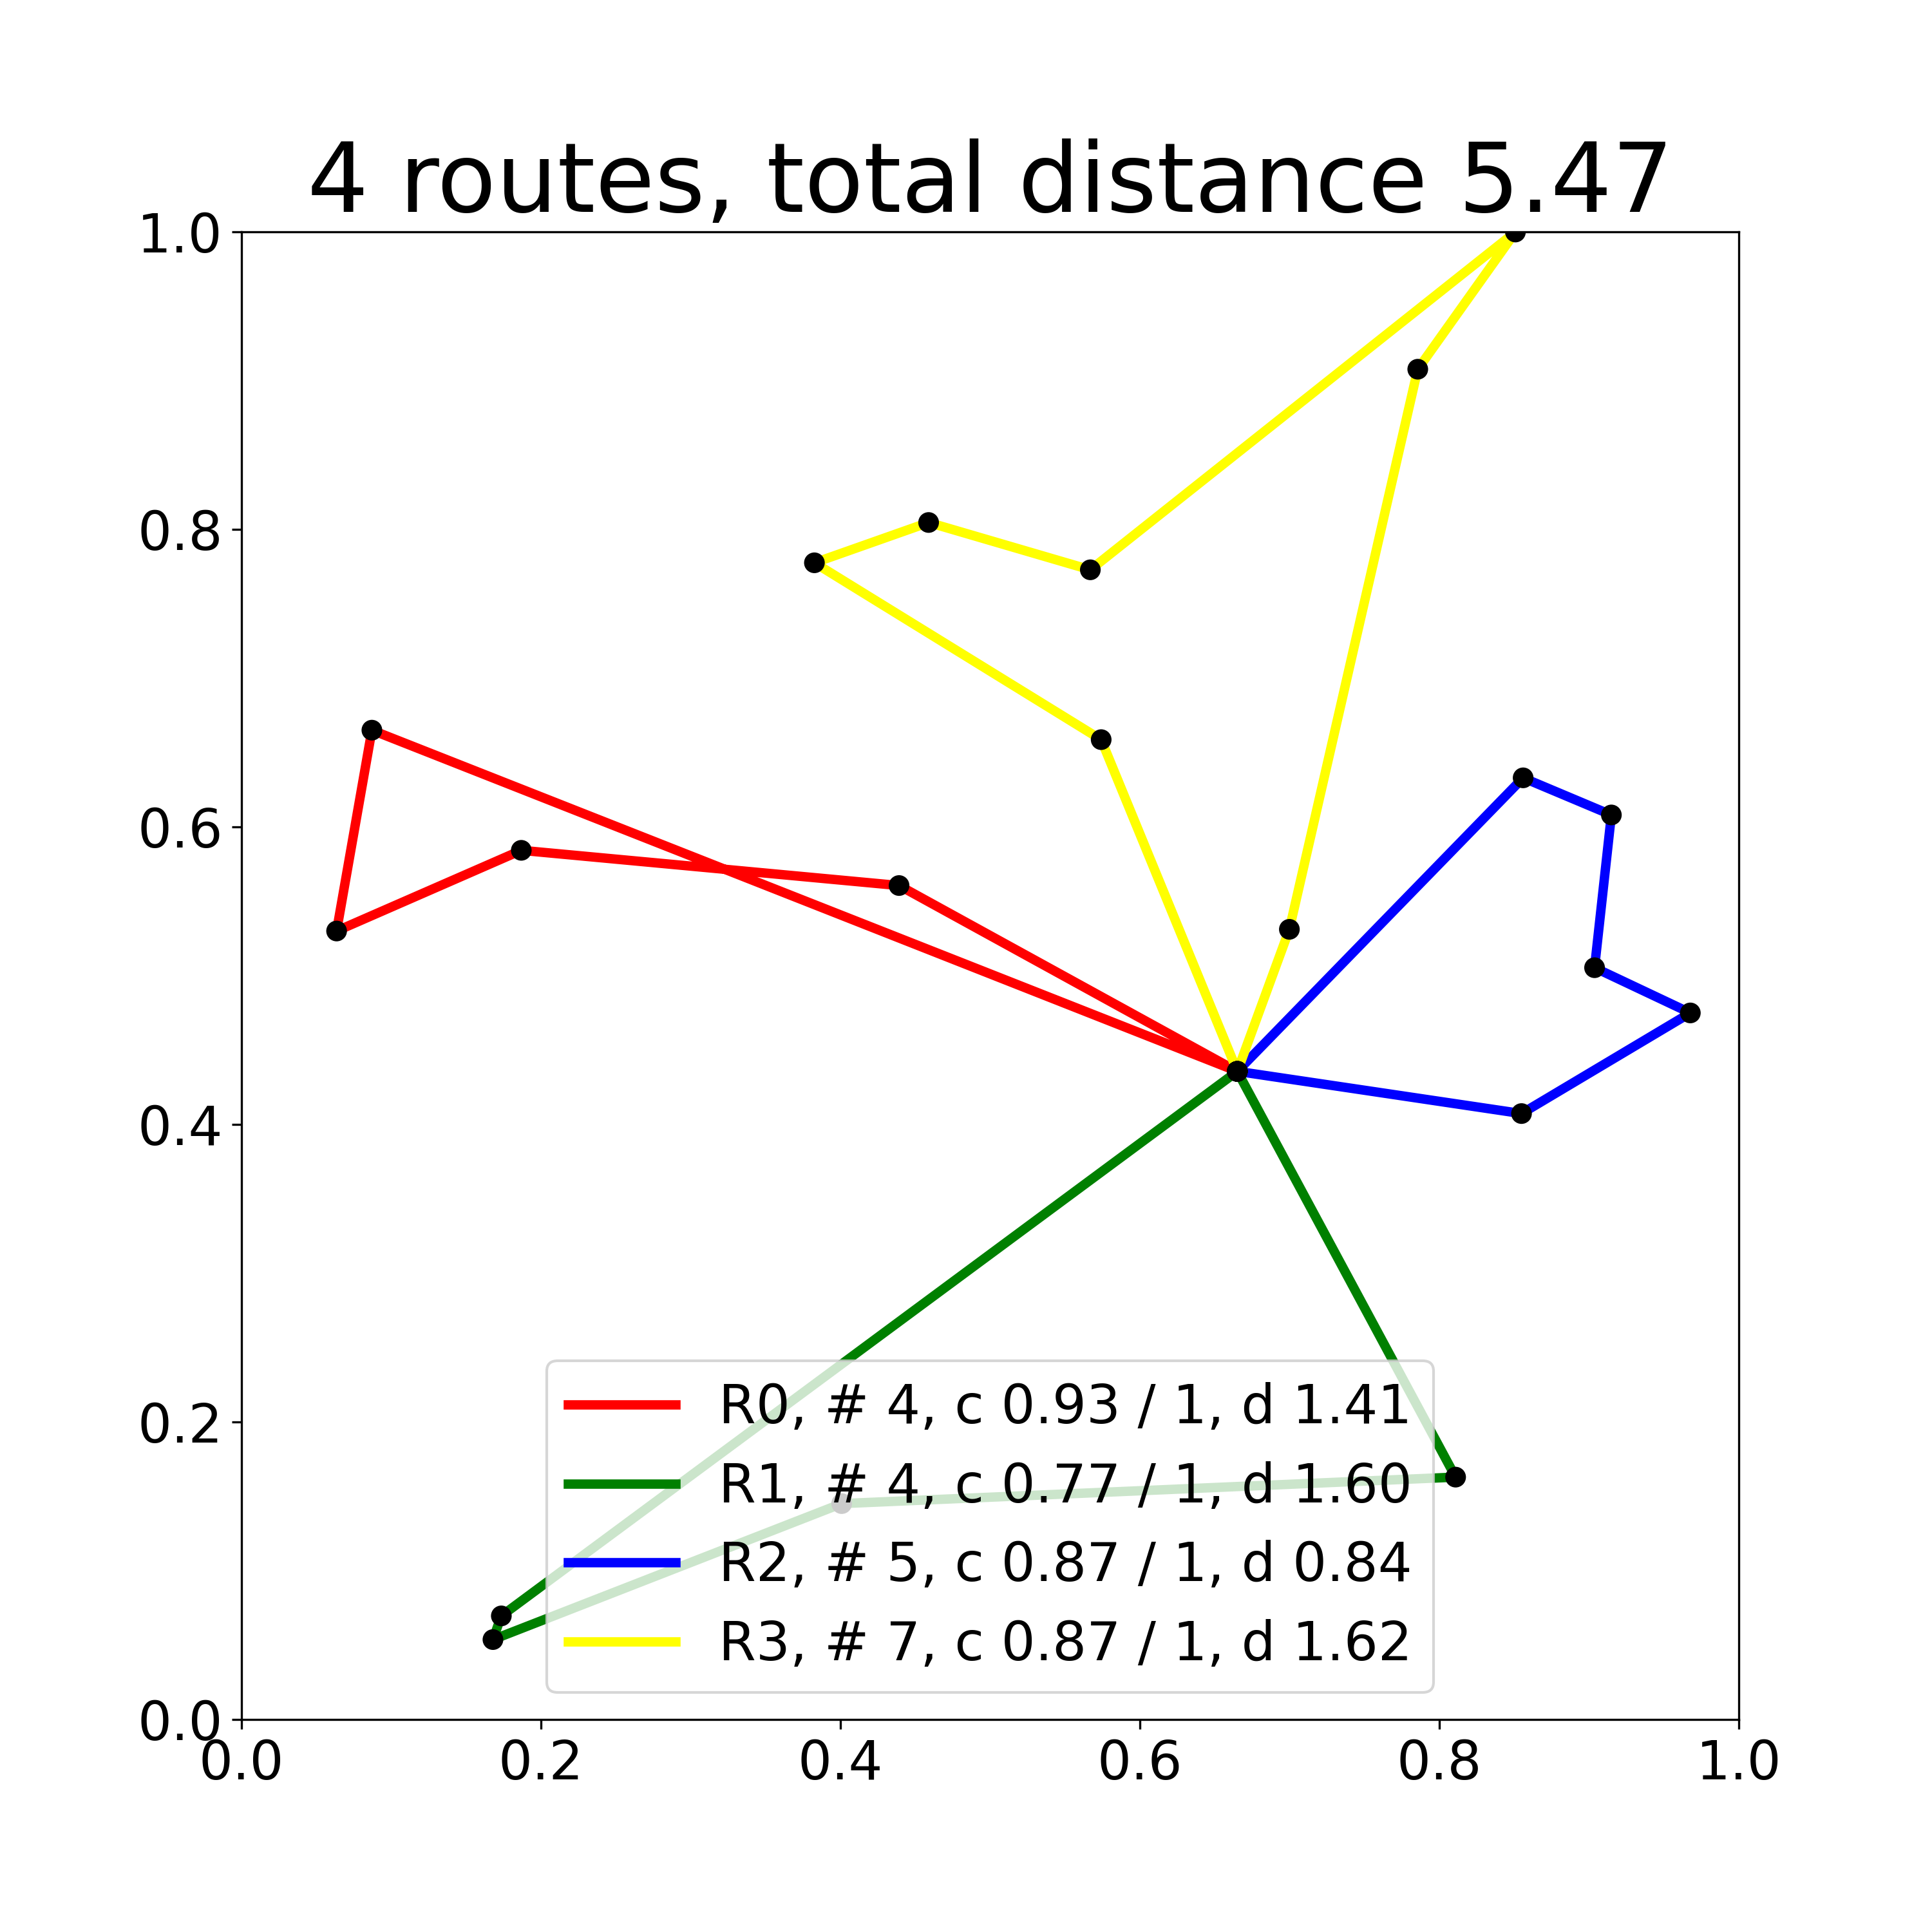 4 routes, total distance 5.47
1.0
0.8
0.6
0.4
0.2
0.0
R0, # 4, c 0.93 / 1, d 1.41
R1, # 4, c 0.77 / 1, d 1.60
R2, # 5, c 0.87 / 1, d 0.84
R3, # 7, c 0.87 / 1, d 1.62
0.0 0.2 0.4 0.6 0.8 1.0